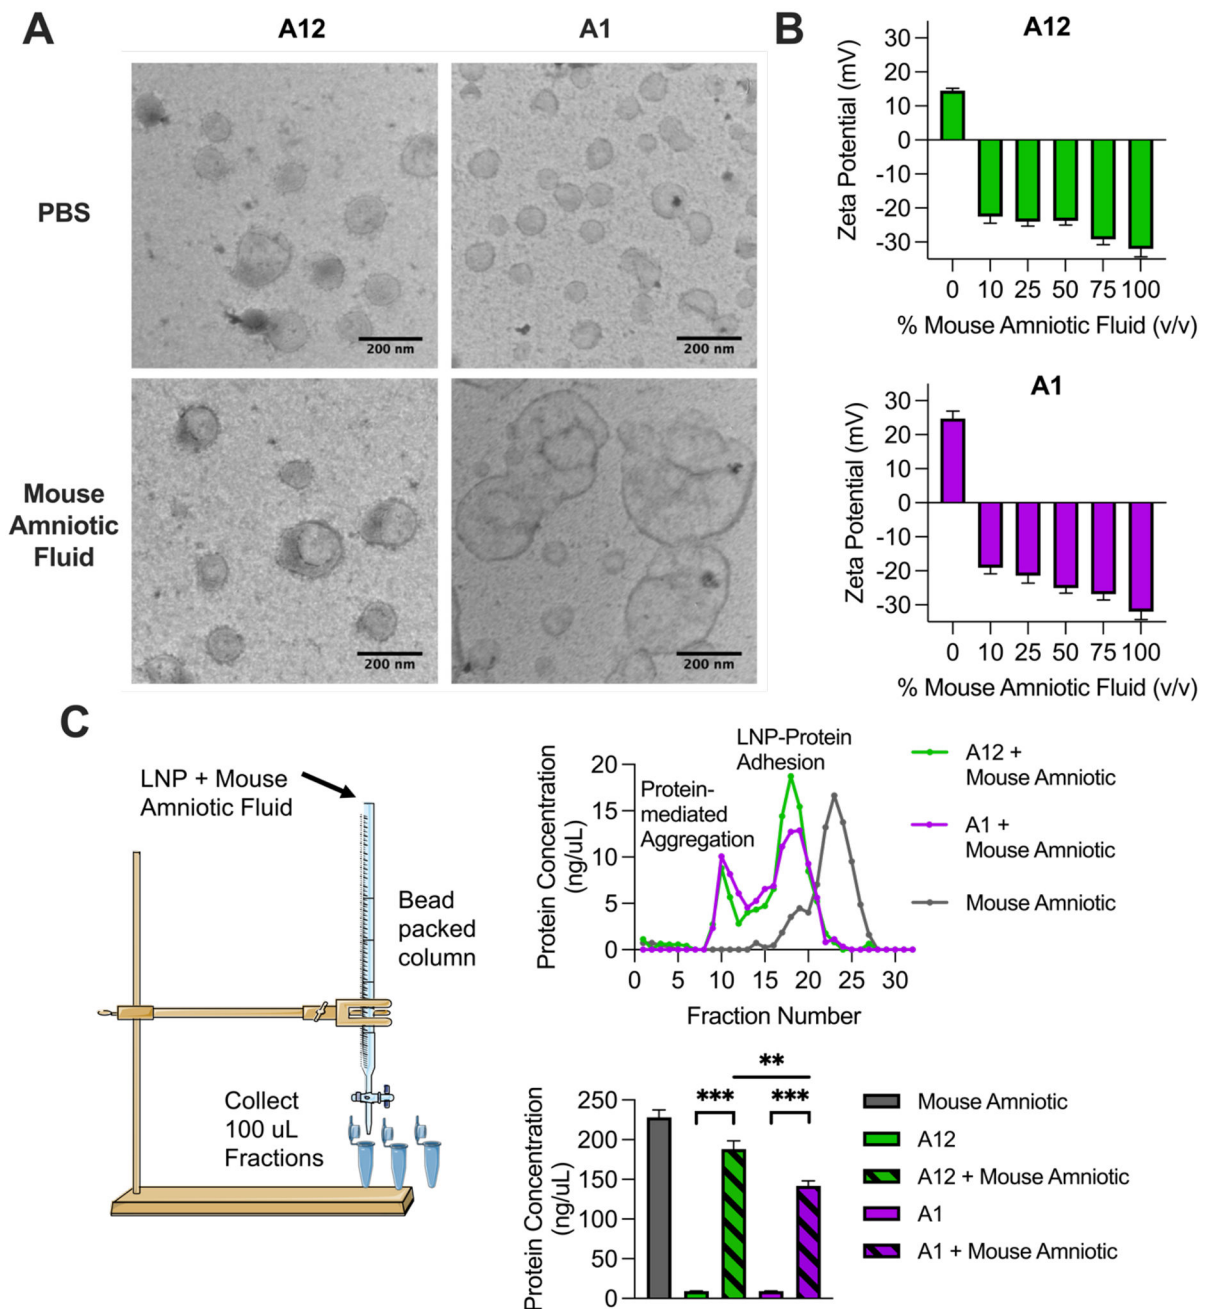 A
A12
A1
PBS
200 nm
200 nm
Mouse
Amniotic
Fluid
200 nm
200 nm
B
A12
Zeta Potential (mV)
30
20
10
0
-10
-20
-30
0 10 25 50 75 100
% Mouse Amniotic Fluid (v/v)
A1
Zeta Potential (mV)
30
20
10
0
-10
-20
-30
0 10 25 50 75 100
% Mouse Amniotic Fluid (v/v)
C
LNP + Mouse
Amniotic Fluid
Bead
packed
column
Collect
100 uL
Fractions
Protein Concentration
(ng/uL)
20
15
10
5
0
0 5 10 15 20 25 30
Fraction Number
Protein-
mediated
Aggregation
LNP-Protein
Adhesion
A12 +
Mouse Amniotic
A1 +
Mouse Amniotic
Mouse Amniotic
Protein Concentration
(ng/uL)
250
200
150
100
50
0
**
*** ***
Mouse Amniotic
A12
A12 + Mouse Amniotic
A1
A1 + Mouse Amniotic